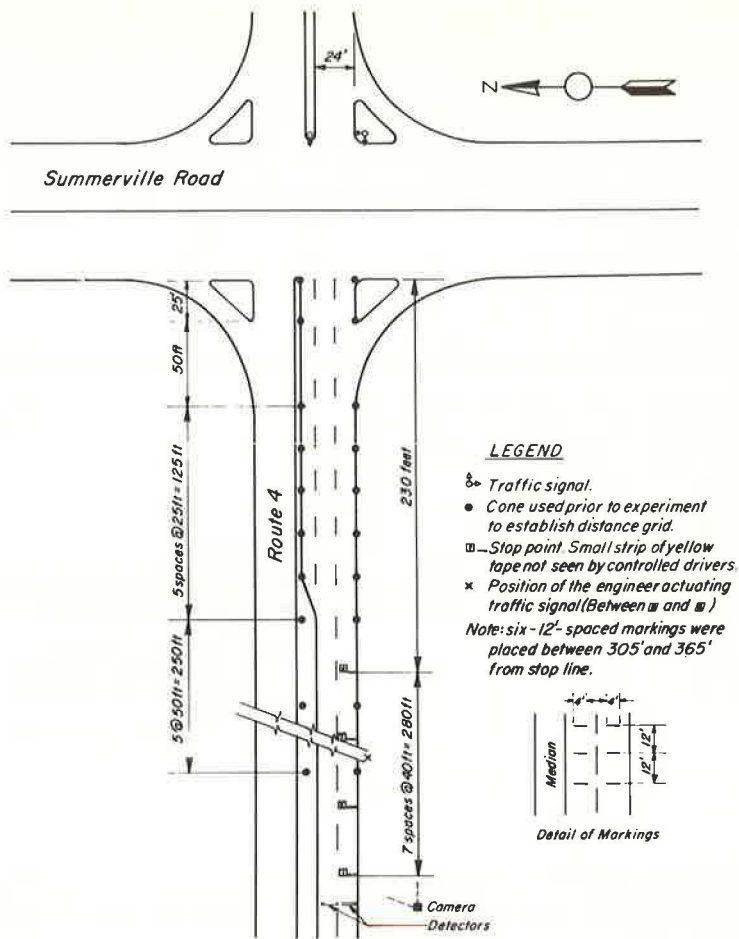 24'
N
Summerville Road
25'
50ft
5 spaces @ 25ft = 125ft
5 @ 50ft = 250ft
Route 4
230 feet
7 spaces @ 40ft = 280ft
LEGEND
Traffic signal.
Cone used prior to experiment
to establish distance grid.
Stop point. Small strip of yellow
tape not seen by controlled drivers.
x Position of the engineer actuating
traffic signal (Between and )
Note: six-12'-spaced markings were
placed between 305' and 365'
from stop line.
4' 4'
Median
12'
12'
Detail of Markings
Camera
Detectors